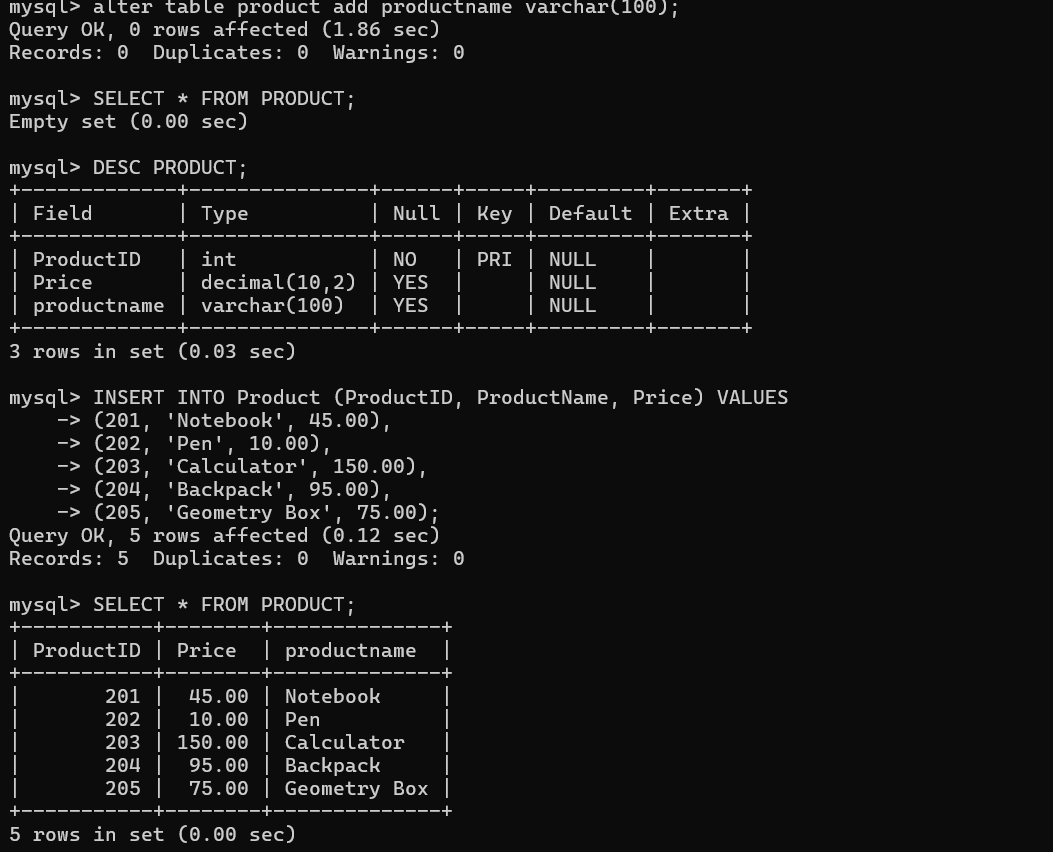 mysql> alter table product add productname varchar(100);
Query OK, 0 rows affected (1.86 sec)
Records: 0  Duplicates: 0  Warnings: 0

mysql> SELECT * FROM PRODUCT;
Empty set (0.00 sec)

mysql> DESC PRODUCT;
+-------------+---------------+------+-----+---------+-------+
| Field       | Type          | Null | Key | Default | Extra |
+-------------+---------------+------+-----+---------+-------+
| ProductID   | int           | NO   | PRI | NULL    |       |
| Price       | decimal(10,2) | YES  |     | NULL    |       |
| productname | varchar(100)  | YES  |     | NULL    |       |
+-------------+---------------+------+-----+---------+-------+
3 rows in set (0.03 sec)

mysql> INSERT INTO Product (ProductID, ProductName, Price) VALUES
    -> (201, 'Notebook', 45.00),
    -> (202, 'Pen', 10.00),
    -> (203, 'Calculator', 150.00),
    -> (204, 'Backpack', 95.00),
    -> (205, 'Geometry Box', 75.00);
Query OK, 5 rows affected (0.12 sec)
Records: 5  Duplicates: 0  Warnings: 0

mysql> SELECT * FROM PRODUCT;
+-----------+--------+--------------+
| ProductID | Price  | productname  |
+-----------+--------+--------------+
|       201 |  45.00 | Notebook     |
|       202 |  10.00 | Pen          |
|       203 | 150.00 | Calculator   |
|       204 |  95.00 | Backpack     |
|       205 |  75.00 | Geometry Box |
+-----------+--------+--------------+
5 rows in set (0.00 sec)